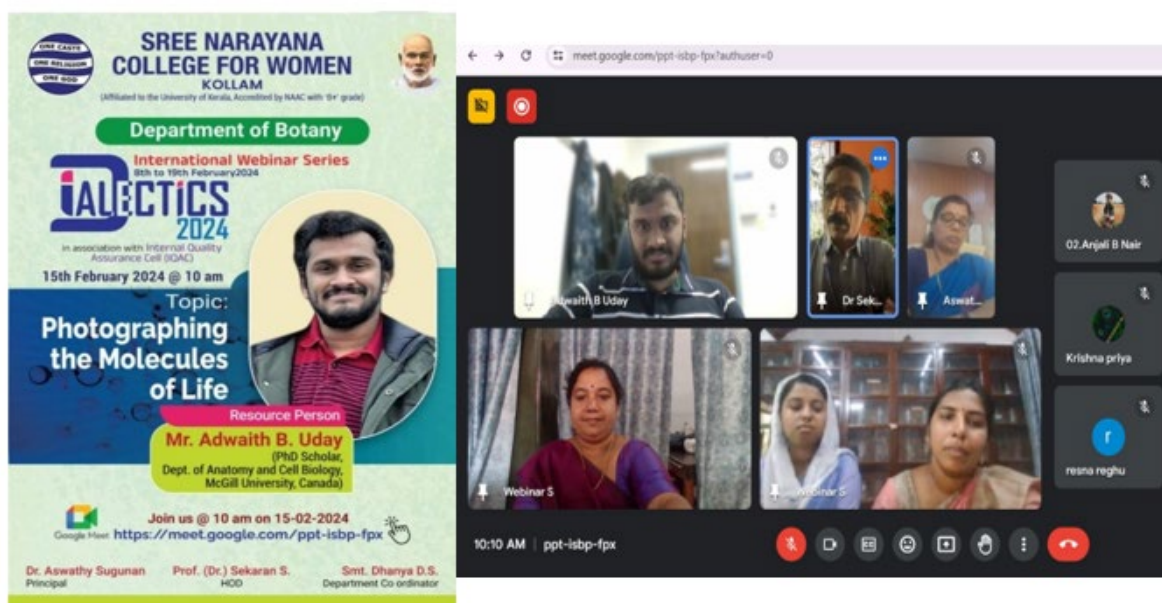 ONE CASTE
ONE RELIGION
ONE GOD
SREE NARAYANA
COLLEGE FOR WOMEN
KOLLAM
(Affiliated to the University of Kerala, Accredited by NAAC with 'B+' grade)
Department of Botany
International Webinar Series
8th to 19th February2024
DiALECTiCS
2024
in association with Internal Quality
Assurance Cell (IQAC)
15th February 2024 @ 10 am
Topic:
Photographing
the Molecules
of Life
Resource Person
Mr. Adwaith B. Uday
(PhD Scholar,
Dept. of Anatomy and Cell Biology,
McGill University, Canada)
Join us @ 10 am on 15-02-2024
Google Meet https://meet.google.com/ppt-isbp-fpx
Dr. Aswathy Sugunan
Principal
Prof. (Dr.) Sekaran S.
HOD
Smt. Dhanya D.S.
Department Co ordinator
meet.google.com/ppt-isbp-fpx?authuser=0
Adwaith B Uday
Dr Sek...
Aswat...
02.Anjali B Nair
Krishna priya
r
resna reghu
Webinar S
Webinar S
10:10 AM | ppt-isbp-fpx
CC